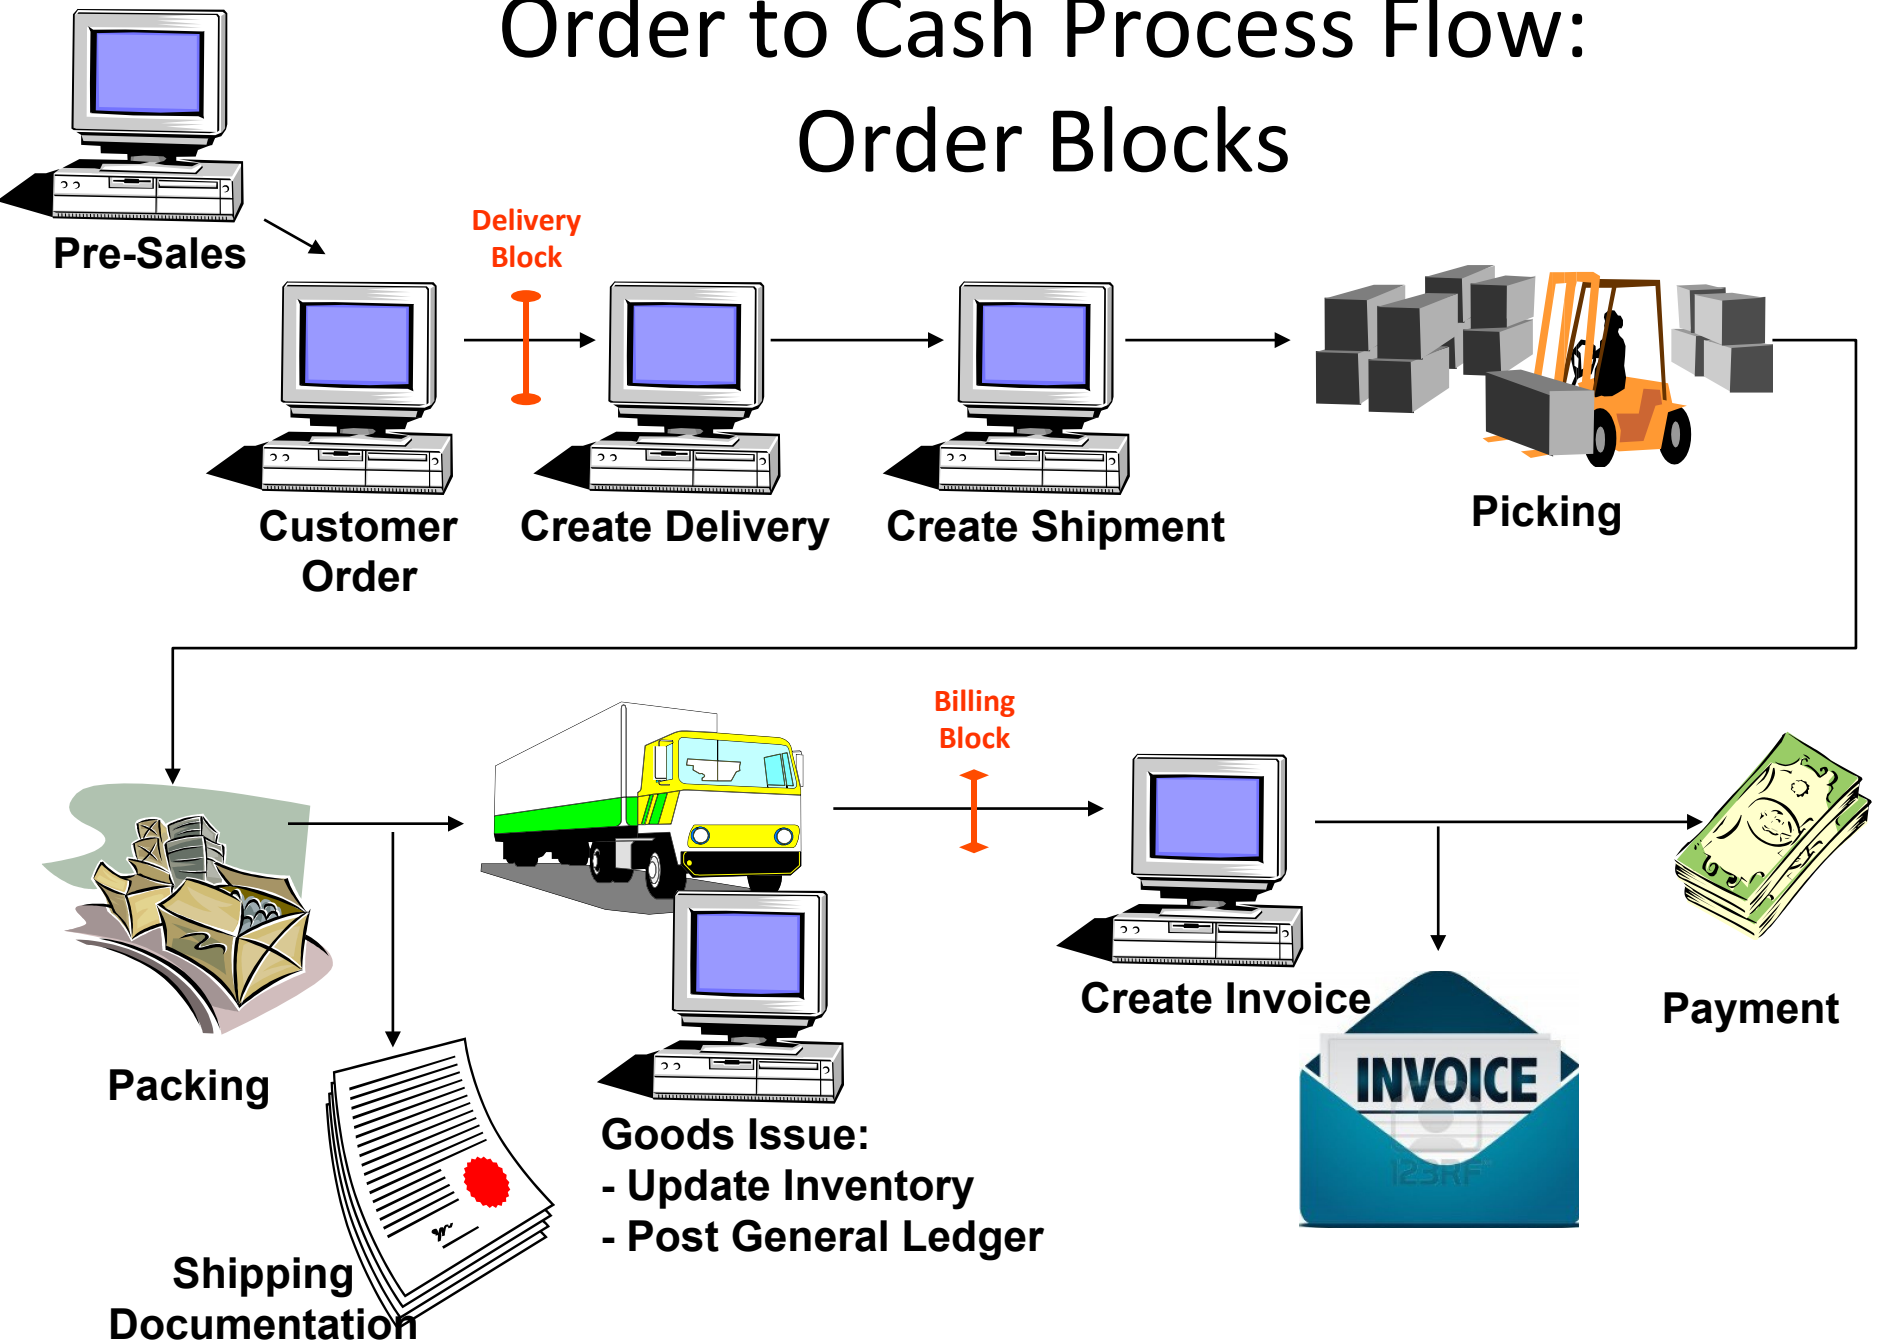 Order to Cash Process Flow:
Order Blocks
Pre-Sales
Delivery
Block
Customer
Order
Create Delivery
Create Shipment
Picking
Billing
Block
Packing
Shipping
Documentation
Goods Issue:
- Update Inventory
- Post General Ledger
Create Invoice
INVOICE
123RF
Payment